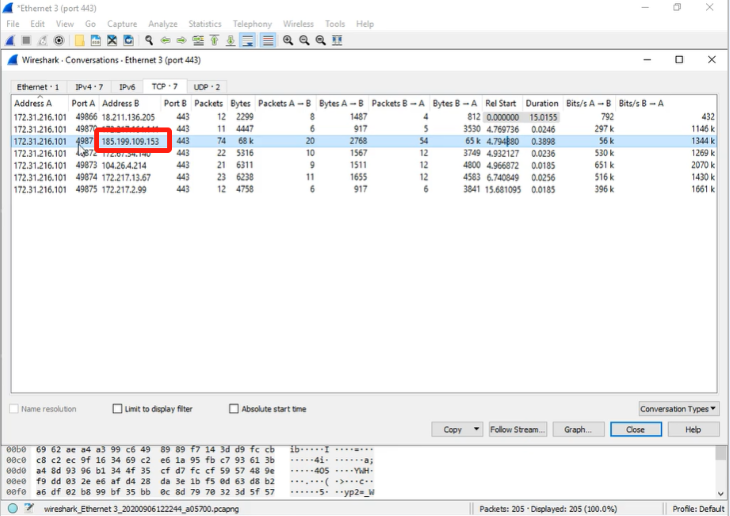 *Ethernet 3 (port 443)
File Edit View Go Capture Analyze Statistics Telephony Wireless Tools Help
Wireshark · Conversations · Ethernet 3 (port 443)
Ethernet · 1 IPv4 · 7 IPv6 TCP · 7 UDP · 2
Address A Port A Address B Port B Packets Bytes Packets A → B Bytes A → B Packets B → A Bytes B → A Rel Start Duration Bits/s A → B Bits/s B → A
172.31.216.101 49866 18.211.136.205 443 12 2299 8 1487 4 812 0.000000 15.0155 792 432
172.31.216.101 443 11 4447 6 917 5 3530 4.769736 0.0246 297 k 1146 k
172.31.216.101 185.199.109.153 443 74 68 k 20 2768 54 65 k 4.794880 0.3898 56 k 1344 k
172.31.216.101 443 22 5316 10 1567 12 3749 4.932127 0.0236 530 k 1269 k
172.31.216.101 49873 104.26.4.214 443 21 6311 9 1511 12 4800 4.966872 0.0185 651 k 2070 k
172.31.216.101 49874 172.217.13.67 443 23 6238 11 1655 12 4583 6.740849 0.0256 516 k 1430 k
172.31.216.101 49875 172.217.2.99 443 12 4758 6 917 6 3841 15.681095 0.0185 396 k 1661 k
Name resolution Limit to display filter Absolute start time Conversation Types
Copy Follow Stream... Graph... Close Help
00b0 69 62 ae a4 a3 99 c6 49 89 89 f7 14 3d d9 fc cb ib·····I ····=···
00c0 c8 c2 ec 9f 16 34 69 c2 e6 1a 95 fb c7 93 61 3b ·····4i· ······a;
00d0 a4 8d 93 96 b1 34 4f 35 cf d7 fc cf 59 57 48 9e ·····4O5 ····YWH·
00e0 f9 dd 03 2e e6 af d4 28 da 3e 1b f5 0d 63 d8 b2 ···.···( ·>···c··
00f0 a6 df 02 b8 99 bf 35 bb 0c 8d 79 70 32 3d 5f 57 ······5· ··yp2=_W
wireshark_Ethernet 3_20200906122244_a05700.pcapng Packets: 205 · Displayed: 205 (100.0%) Profile: Default